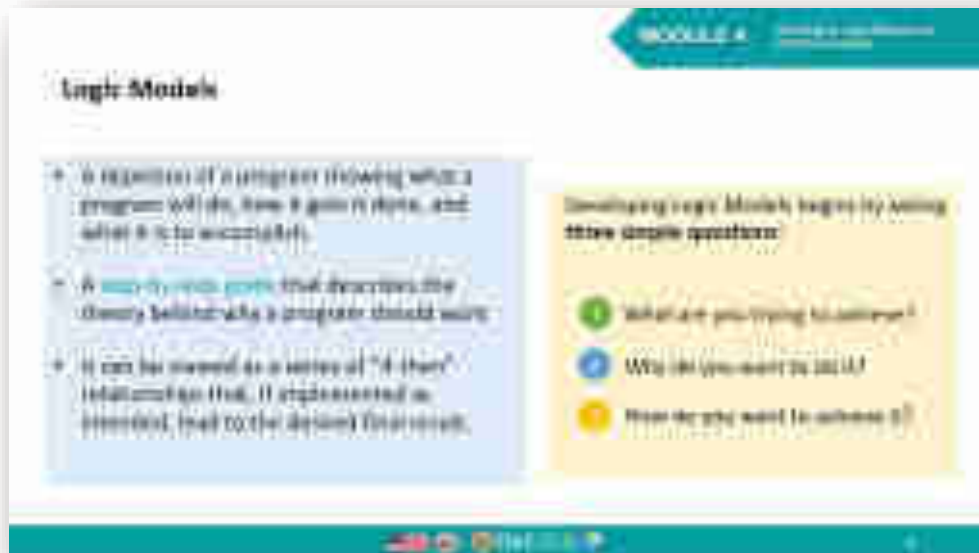 MODULE 4
Logic Models
A depiction of a program showing what a
program will do, how it gets it done, and
what it is to accomplish.
A step-by-step guide that describes the
theory behind why a program should work
It can be viewed as a series of "if-then"
relationships that, if implemented as
intended, lead to the desired final result.
Developing Logic Models begins by asking
three simple questions:
1 What are you trying to achieve?
2 Why do you want to do it?
3 How do you want to achieve it?